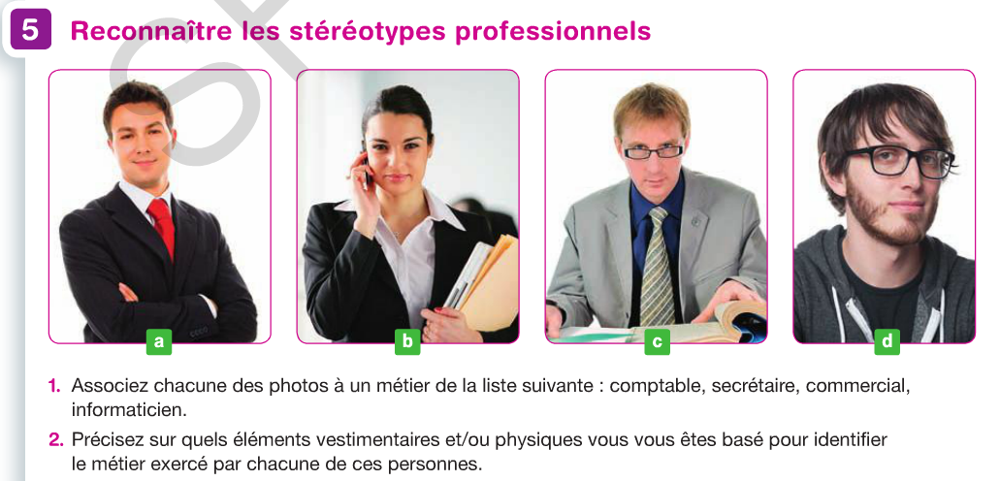 5 Reconnaître les stéréotypes professionnels
SP
a b c d
1. Associez chacune des photos à un métier de la liste suivante : comptable, secrétaire, commercial,
informaticien.
2. Précisez sur quels éléments vestimentaires et/ou physiques vous vous êtes basé pour identifier
le métier exercé par chacune de ces personnes.